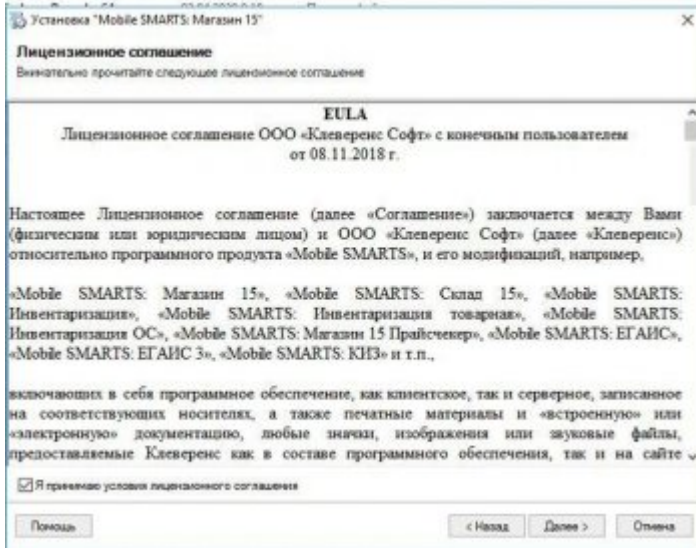 Установка "Mobile SMARTS: Магазин 15"
Лицензионное соглашение
Внимательно прочитайте следующее лицензионное соглашение
EULA
Лицензионное соглашение ООО «Клеверенс Софт» с конечным пользователем
от 08.11.2018 г.
Настоящее Лицензионное соглашение (далее «Соглашение») заключается между Вами
(физическим или юридическим лицом) и ООО «Клеверенс Софт» (далее «Клеверенс»)
относительно программного продукта «Mobile SMARTS», и его модификаций, например,
«Mobile SMARTS: Магазин 15», «Mobile SMARTS: Склад 15», «Mobile SMARTS:
Инвентаризация», «Mobile SMARTS: Инвентаризация товарная», «Mobile SMARTS:
Инвентаризация ОС», «Mobile SMARTS: Магазин 15 Прайсчекер», «Mobile SMARTS: ЕГАИС»,
«Mobile SMARTS: ЕГАИС 3», «Mobile SMARTS: КИЗ» и т.п.,
включающих в себя программное обеспечение, как клиентское, так и серверное, записанное
на соответствующих носителях, а также печатные материалы и «встроенную» или
«электронную» документацию, любые значки, изображения или звуковые файлы,
предоставляемые Клеверенс как в составе программного обеспечения, так и на сайте
Я принимаю условия лицензионного соглашения
Помощь
< Назад
Далее >
Отмена